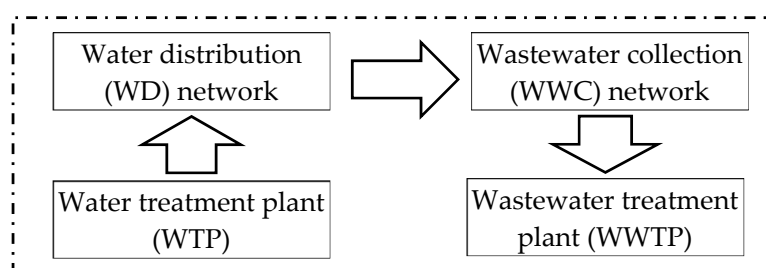 Water distribution
(WD) network
Wastewater collection
(WWC) network
Water treatment plant
(WTP)
Wastewater treatment
plant (WWTP)